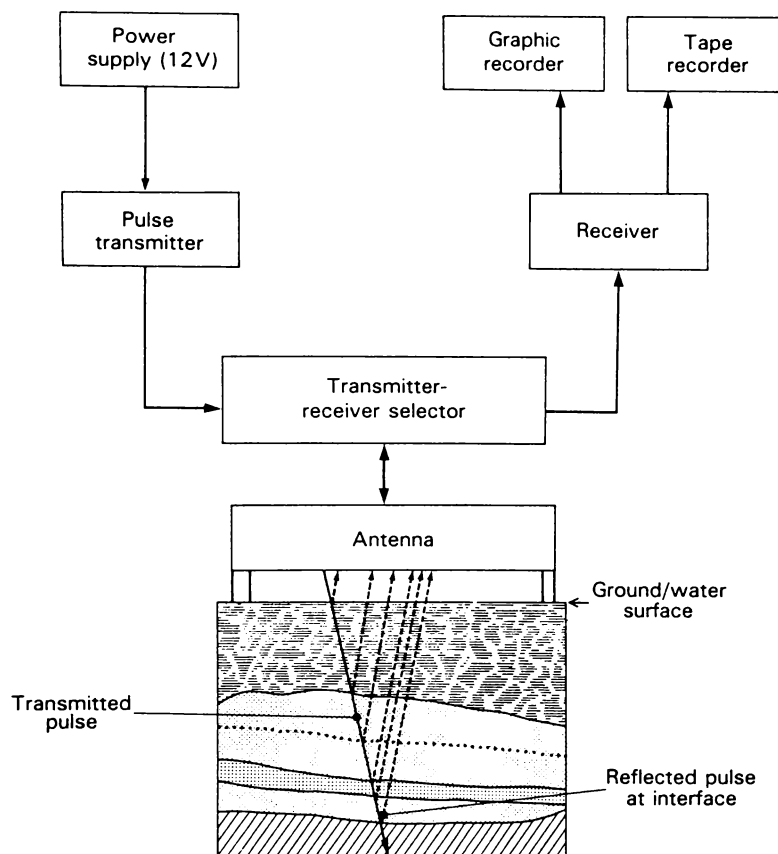 Power
supply (12V)
Graphic
recorder
Tape
recorder
Pulse
transmitter
Receiver
Transmitter-
receiver selector
Antenna
Ground/water
surface
Transmitted
pulse
Reflected pulse
at interface